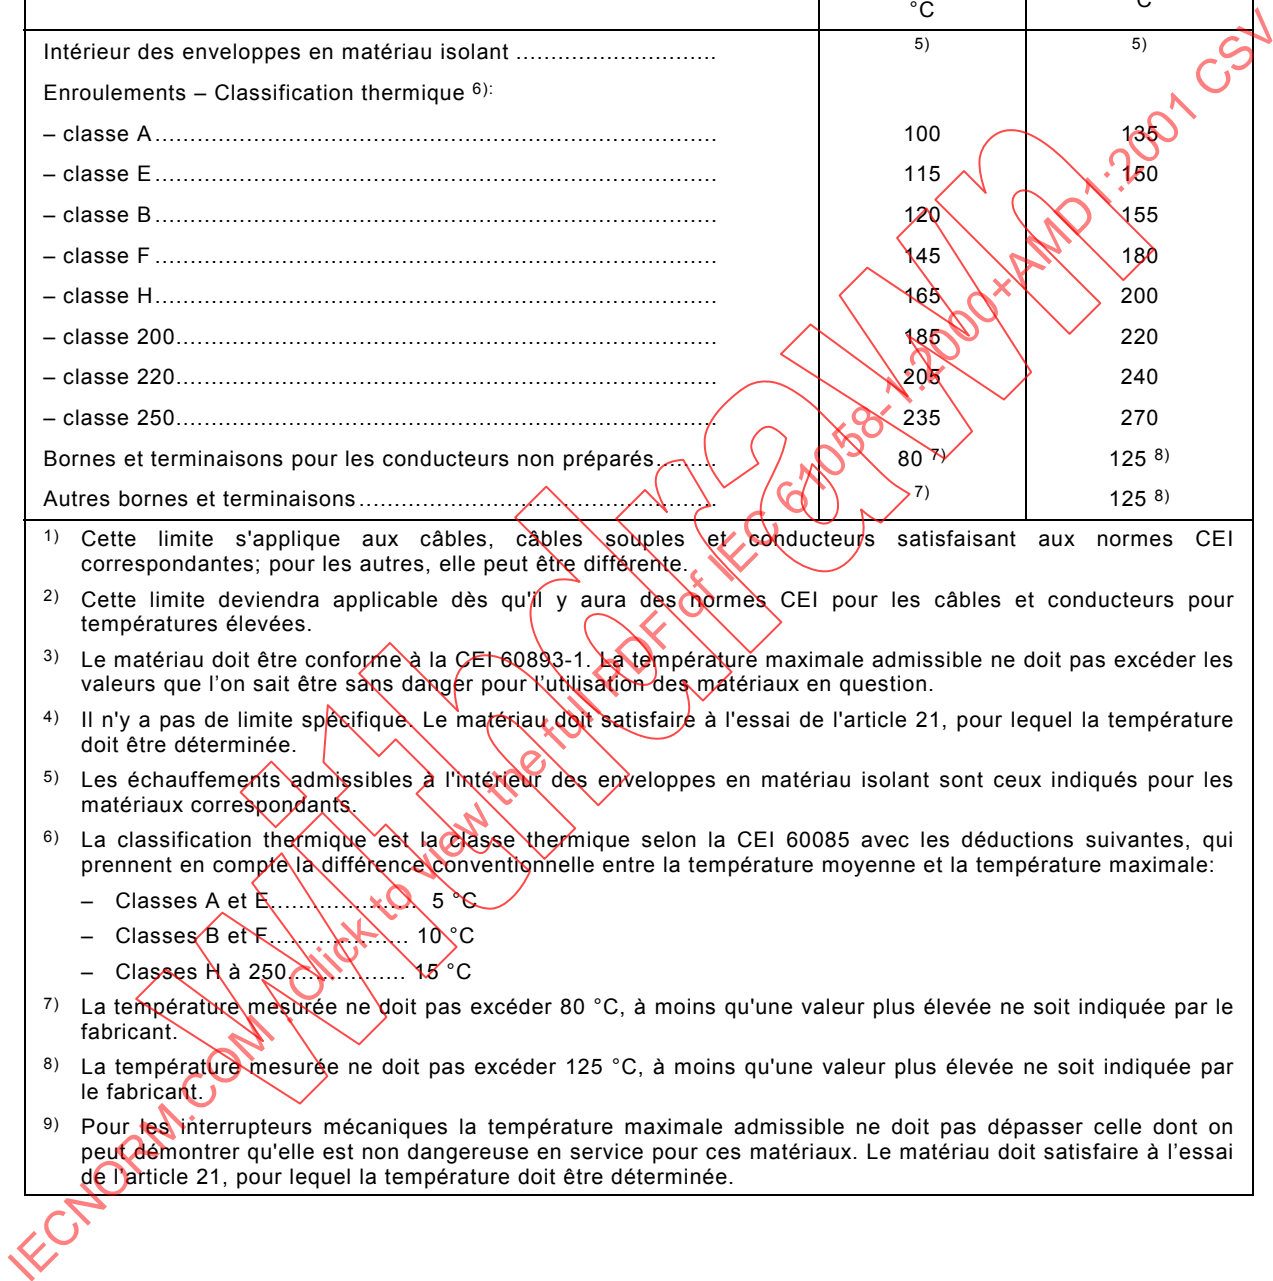 °C
C
Intérieur des enveloppes en matériau isolant ............................. 5) 5)
Enroulements – Classification thermique 6):
– classe A ................................................................................ 100 135
– classe E ................................................................................ 115 150
– classe B ................................................................................ 120 155
– classe F ................................................................................ 145 180
– classe H ................................................................................ 165 200
– classe 200 ............................................................................. 185 220
– classe 220 ............................................................................. 205 240
– classe 250 ............................................................................. 235 270
Bornes et terminaisons pour les conducteurs non préparés ......... 80 7) 125 8)
Autres bornes et terminaisons .................................................... 7) 125 8)
1) Cette limite s'applique aux câbles, câbles souples et conducteurs satisfaisant aux normes CEI
correspondantes; pour les autres, elle peut être différente.
2) Cette limite deviendra applicable dès qu'il y aura des normes CEI pour les câbles et conducteurs pour
températures élevées.
3) Le matériau doit être conforme à la CEI 60893-1. La température maximale admissible ne doit pas excéder les
valeurs que l'on sait être sans danger pour l'utilisation des matériaux en question.
4) Il n'y a pas de limite spécifique. Le matériau doit satisfaire à l'essai de l'article 21, pour lequel la température
doit être déterminée.
5) Les échauffements admissibles à l'intérieur des enveloppes en matériau isolant sont ceux indiqués pour les
matériaux correspondants.
6) La classification thermique est la classe thermique selon la CEI 60085 avec les déductions suivantes, qui
prennent en compte la différence conventionnelle entre la température moyenne et la température maximale:
– Classes A et E..................... 5 °C
– Classes B et F.................... 10 °C
– Classes H à 250................. 15 °C
7) La température mesurée ne doit pas excéder 80 °C, à moins qu'une valeur plus élevée ne soit indiquée par le
fabricant.
8) La température mesurée ne doit pas excéder 125 °C, à moins qu'une valeur plus élevée ne soit indiquée par
le fabricant.
9) Pour les interrupteurs mécaniques la température maximale admissible ne doit pas dépasser celle dont on
peut démontrer qu'elle est non dangereuse en service pour ces matériaux. Le matériau doit satisfaire à l'essai
de l'article 21, pour lequel la température doit être déterminée.
withdrawn
IECNORM.COM : Click to view the full PDF of IEC 61058-1:2000+AMD1:2001 CSV